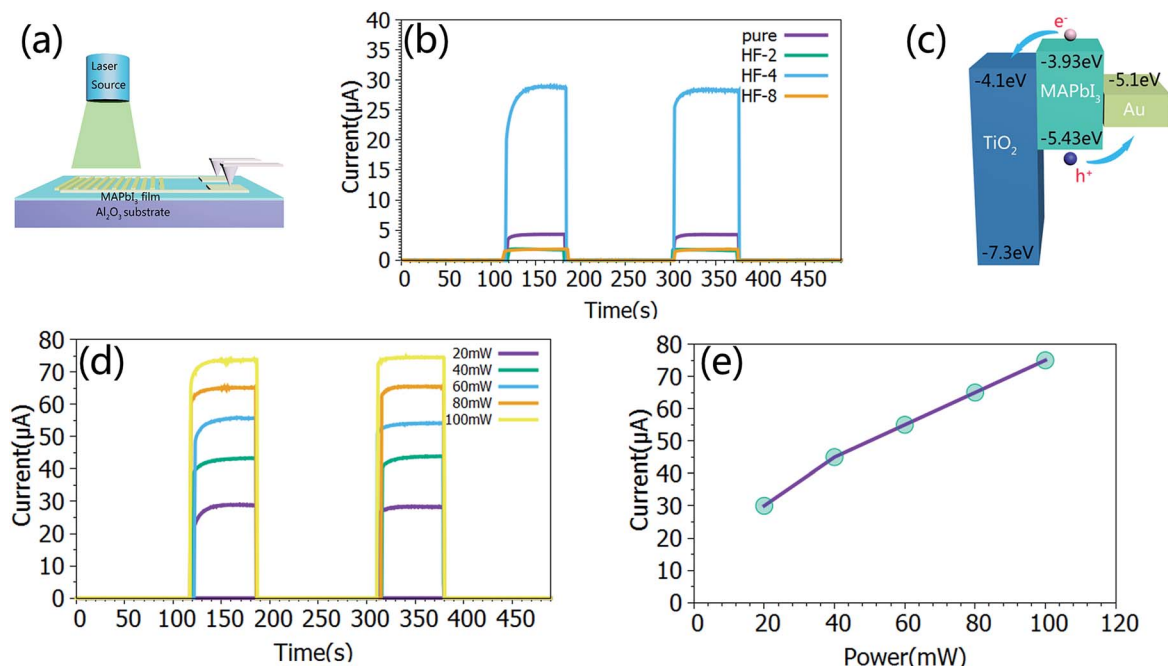 (a)
Laser
Source
MAPbI₃ film
Al₂O₃ substrate
(b)
pure
HF-2
HF-4
HF-8
40
35
30
25
20
15
10
5
0
Current(μA)
0 50 100 150 200 250 300 350 400 450
Time(s)
(c)
e⁻
-4.1eV
-3.93eV
-5.1eV
MAPbI₃
Au
TiO₂
-5.43eV
h⁺
-7.3eV
(d)
20mW
40mW
60mW
80mW
100mW
80
70
60
50
40
30
20
10
0
Current(μA)
0 50 100 150 200 250 300 350 400 450
Time(s)
(e)
80
70
60
50
40
30
20
10
0
Current(μA)
0 20 40 60 80 100 120
Power(mW)